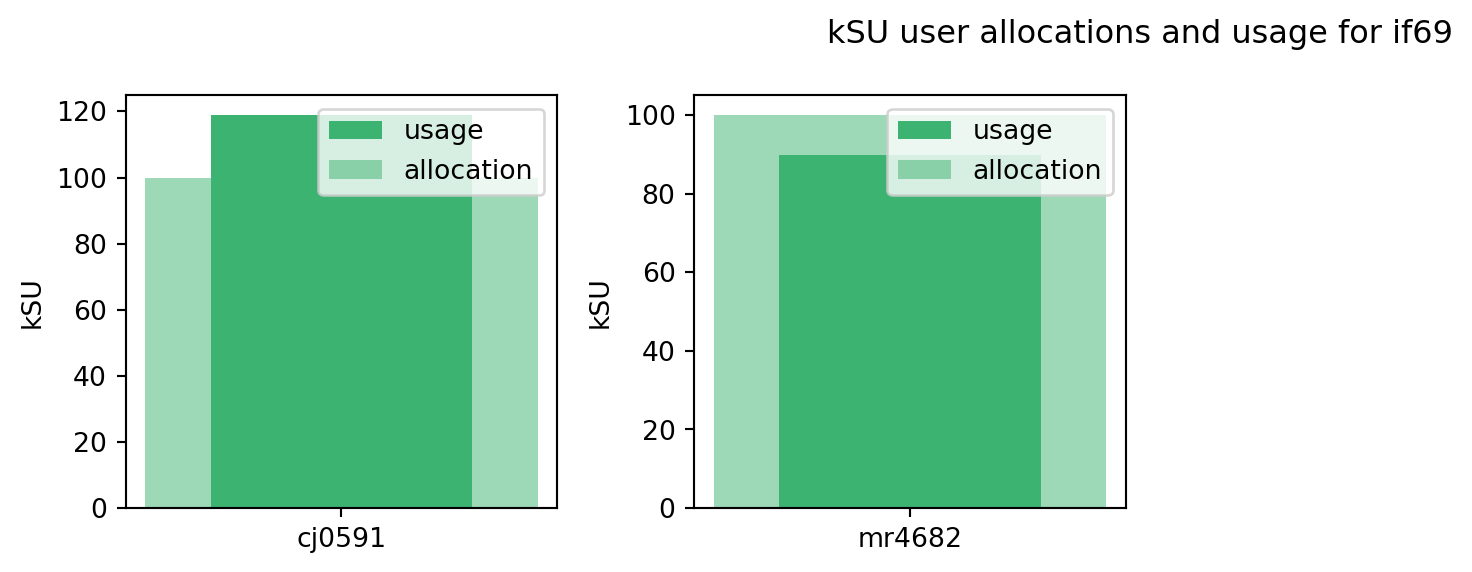 kSU user allocations and usage for if69
kSU
120
100
80
60
40
20
0
usage
allocation
cj0591
kSU
100
80
60
40
20
0
usage
allocation
mr4682